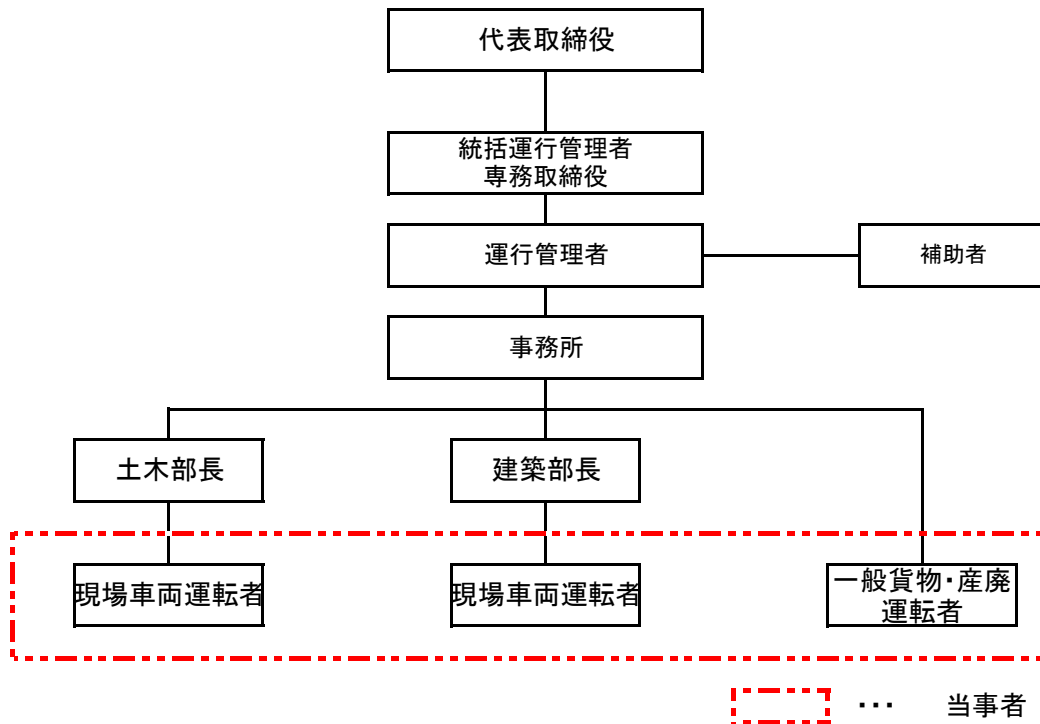 代表取締役
統括運行管理者
専務取締役
運行管理者
補助者
事務所
土木部長
建築部長
現場車両運転者
現場車両運転者
一般貨物・産廃
運転者
･･･ 当事者